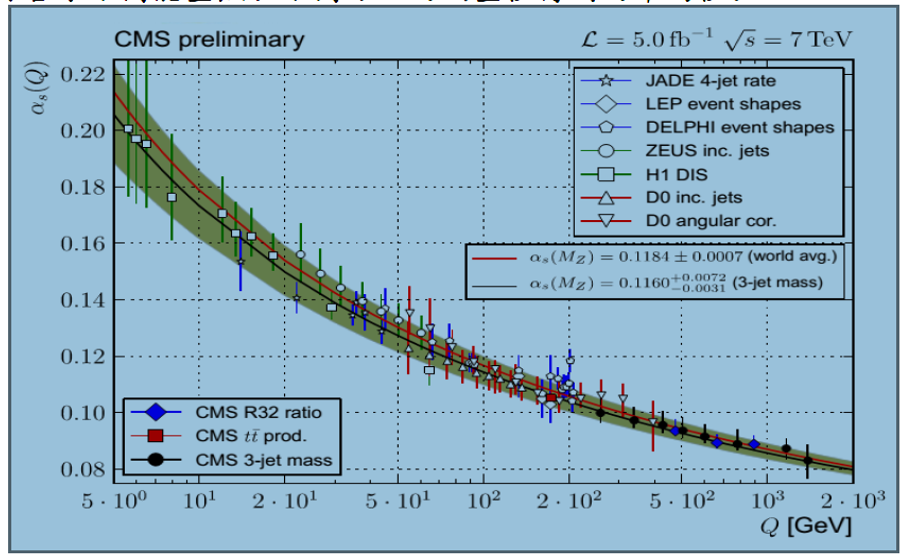 CMS preliminary
ℒ = 5.0 fb⁻¹ √s = 7 TeV
αₛ(Q)
0.22
0.20
0.18
0.16
0.14
0.12
0.10
0.08
JADE 4-jet rate
LEP event shapes
DELPHI event shapes
ZEUS inc. jets
H1 DIS
D0 inc. jets
D0 angular cor.
αₛ(M_Z) = 0.1184 ± 0.0007 (world avg.)
αₛ(M_Z) = 0.1160 +0.0072 −0.0031 (3-jet mass)
CMS R32 ratio
CMS tt̄ prod.
CMS 3-jet mass
5 · 10⁰ 10¹ 2 · 10¹ 5 · 10¹ 10² 2 · 10² 5 · 10² 10³ 2 · 10³
Q [GeV]